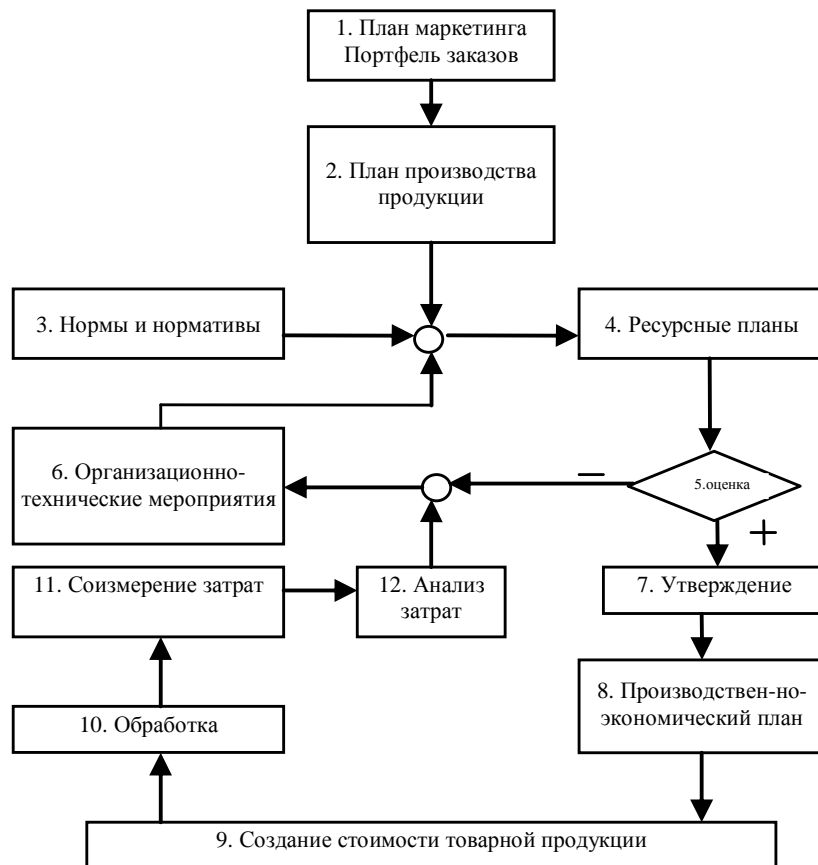 1. План маркетинга
Портфель заказов
2. План производства
продукции
3. Нормы и нормативы
4. Ресурсные планы
6. Организационно-
технические мероприятия
5.оценка
11. Соизмерение затрат
12. Анализ
затрат
7. Утверждение
8. Производствен-но-
экономический план
10. Обработка
9. Создание стоимости товарной продукции